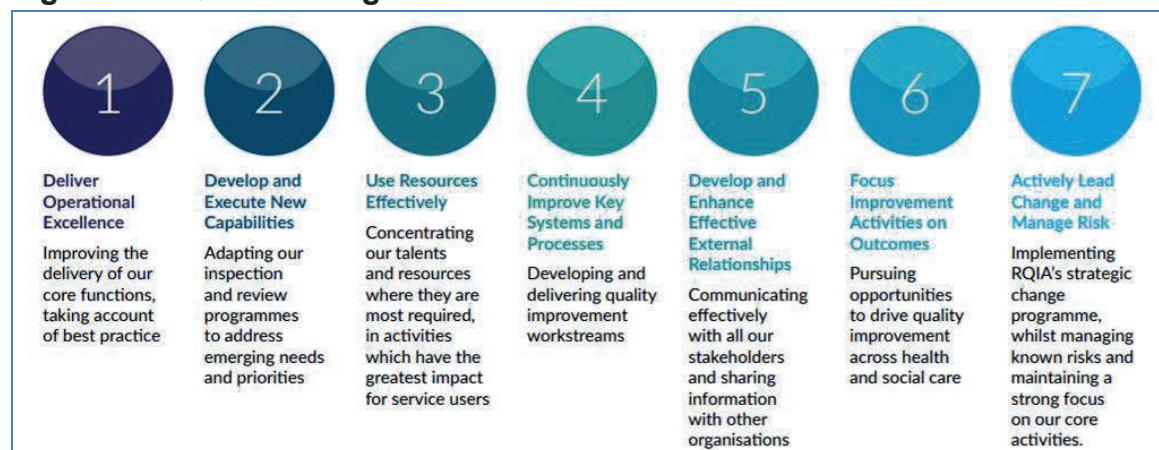 1
Deliver
Operational
Excellence
Improving the
delivery of our
core functions,
taking account
of best practice
2
Develop and
Execute New
Capabilities
Adapting our
inspection
and review
programmes
to address
emerging needs
and priorities
3
Use Resources
Effectively
Concentrating
our talents
and resources
where they are
most required,
in activities
which have the
greatest impact
for service users
4
Continuously
Improve Key
Systems and
Processes
Developing and
delivering quality
improvement
workstreams
5
Develop and
Enhance
Effective
External
Relationships
Communicating
effectively
with all our
stakeholders
and sharing
information
with other
organisations
6
Focus
Improvement
Activities on
Outcomes
Pursuing
opportunities
to drive quality
improvement
across health
and social care
7
Actively Lead
Change and
Manage Risk
Implementing
RQIA's strategic
change
programme,
whilst managing
known risks and
maintaining a
strong focus
on our core
activities.